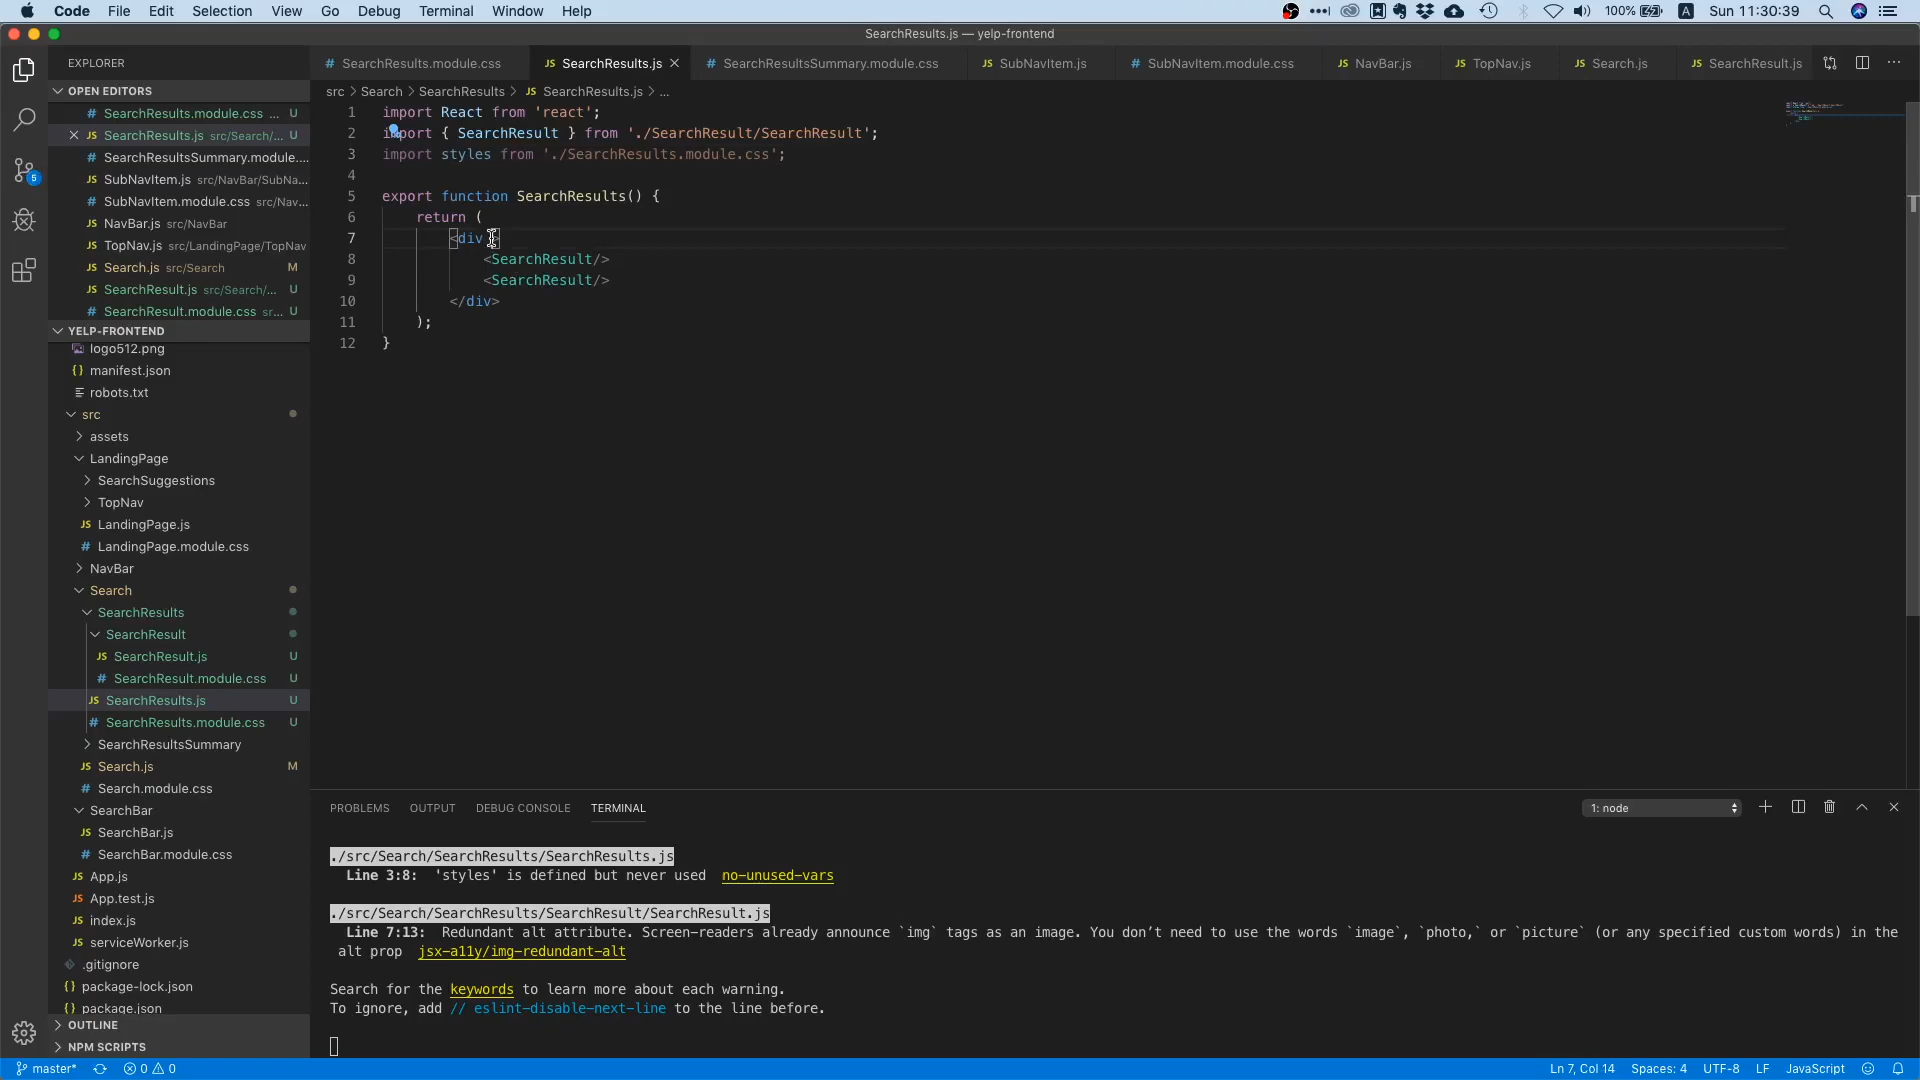 Code File Edit Selection View Go Debug Terminal Window Help
100% A Sun 11:30:39
SearchResults.js — yelp-frontend
EXPLORER
SearchResults.module.css
SearchResults.js
SearchResultsSummary.module.css
SubNavItem.js
SubNavItem.module.css
NavBar.js
TopNav.js
Search.js
SearchResult.js
OPEN EDITORS
SearchResults.module.css ... U
SearchResults.js src/Search/... U
SearchResultsSummary.module....
SubNavItem.js src/NavBar/SubNa...
SubNavItem.module.css src/Nav...
NavBar.js src/NavBar
TopNav.js src/LandingPage/TopNav
Search.js src/Search M
SearchResult.js src/Search/... U
SearchResult.module.css sr... U
YELP-FRONTEND
logo512.png
manifest.json
robots.txt
src
assets
LandingPage
SearchSuggestions
TopNav
LandingPage.js
LandingPage.module.css
NavBar
Search
SearchResults
SearchResult
SearchResult.js U
SearchResult.module.css U
SearchResults.js U
SearchResults.module.css U
SearchResultsSummary
Search.js M
Search.module.css
SearchBar
SearchBar.js
SearchBar.module.css
App.js
App.test.js
index.js
serviceWorker.js
.gitignore
package-lock.json
package.json
OUTLINE
NPM SCRIPTS
src > Search > SearchResults > JS SearchResults.js > ...
1 import React from 'react';
2 import { SearchResult } from './SearchResult/SearchResult';
3 import styles from './SearchResults.module.css';
4
5 export function SearchResults() {
6 return (
7 <div >
8 <SearchResult/>
9 <SearchResult/>
10 </div>
11 );
12 }
PROBLEMS OUTPUT DEBUG CONSOLE TERMINAL
1: node
./src/Search/SearchResults/SearchResults.js
Line 3:8: 'styles' is defined but never used no-unused-vars
./src/Search/SearchResults/SearchResult/SearchResult.js
Line 7:13: Redundant alt attribute. Screen-readers already announce `img` tags as an image. You don't need to use the words `image`, `photo,` or `picture` (or any specified custom words) in the
alt prop jsx-a11y/img-redundant-alt
Search for the keywords to learn more about each warning.
To ignore, add // eslint-disable-next-line to the line before.
5
master* 0 0
Ln 7, Col 14 Spaces: 4 UTF-8 LF JavaScript